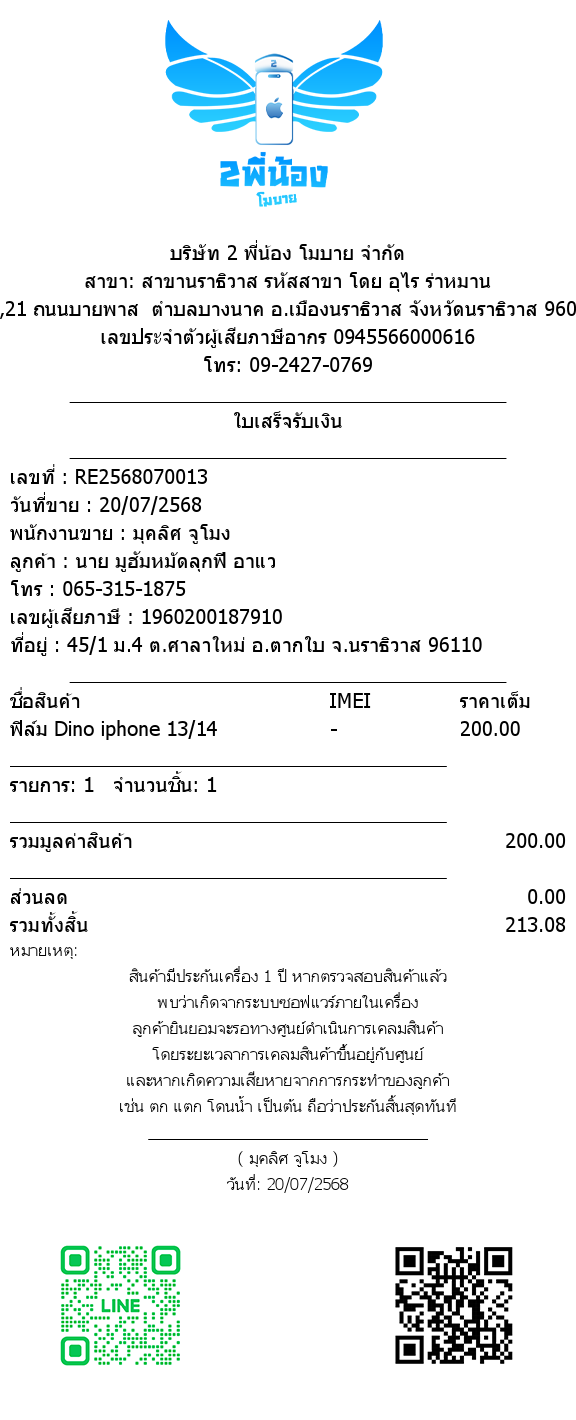 2
2พี่น้อง
โมบาย
บริษัท 2 พี่น้อง โมบาย จำกัด
สาขา: สาขานราธิวาส รหัสสาขา โดย อุไร ร่าหมาน
,21 ถนนบายพาส ตำบลบางนาค อ.เมืองนราธิวาส จังหวัดนราธิวาส 960
เลขประจำตัวผู้เสียภาษีอากร 0945566000616
โทร: 09-2427-0769
ใบเสร็จรับเงิน
เลขที่ : RE2568070013
วันที่ขาย : 20/07/2568
พนักงานขาย : มุคลิศ จูโมง
ลูกค้า : นาย มูฮัมหมัดลุกฟี อาแว
โทร : 065-315-1875
เลขผู้เสียภาษี : 1960200187910
ที่อยู่ : 45/1 ม.4 ต.ศาลาใหม่ อ.ตากใบ จ.นราธิวาส 96110
ชื่อสินค้า IMEI ราคาเต็ม
ฟิล์ม Dino iphone 13/14 - 200.00
รายการ: 1 จำนวนชิ้น: 1
รวมมูลค่าสินค้า 200.00
ส่วนลด 0.00
รวมทั้งสิ้น 213.08
หมายเหตุ:
สินค้ามีประกันเครื่อง 1 ปี หากตรวจสอบสินค้าแล้ว
พบว่าเกิดจากระบบซอฟแวร์ภายในเครื่อง
ลูกค้ายินยอมจะรอทางศูนย์ดำเนินการเคลมสินค้า
โดยระยะเวลาการเคลมสินค้าขึ้นอยู่กับศูนย์
และหากเกิดความเสียหายจากการกระทำของลูกค้า
เช่น ตก แตก โดนน้ำ เป็นต้น ถือว่าประกันสิ้นสุดทันที
( มุคลิศ จูโมง )
วันที่: 20/07/2568
LINE